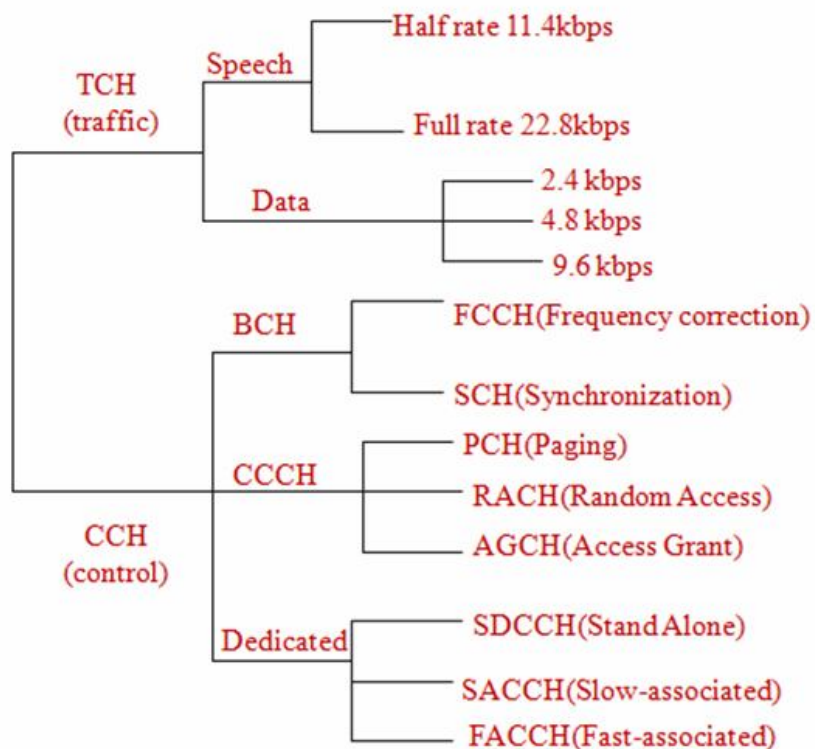 Half rate 11.4kbps
Speech
TCH
(traffic)
Full rate 22.8kbps
2.4 kbps
Data
4.8 kbps
9.6 kbps
BCH
FCCH(Frequency correction)
SCH(Synchronization)
PCH(Paging)
CCCH
RACH(Random Access)
CCH
(control)
AGCH(Access Grant)
SDCCH(Stand Alone)
Dedicated
SACCH(Slow-associated)
FACCH(Fast-associated)